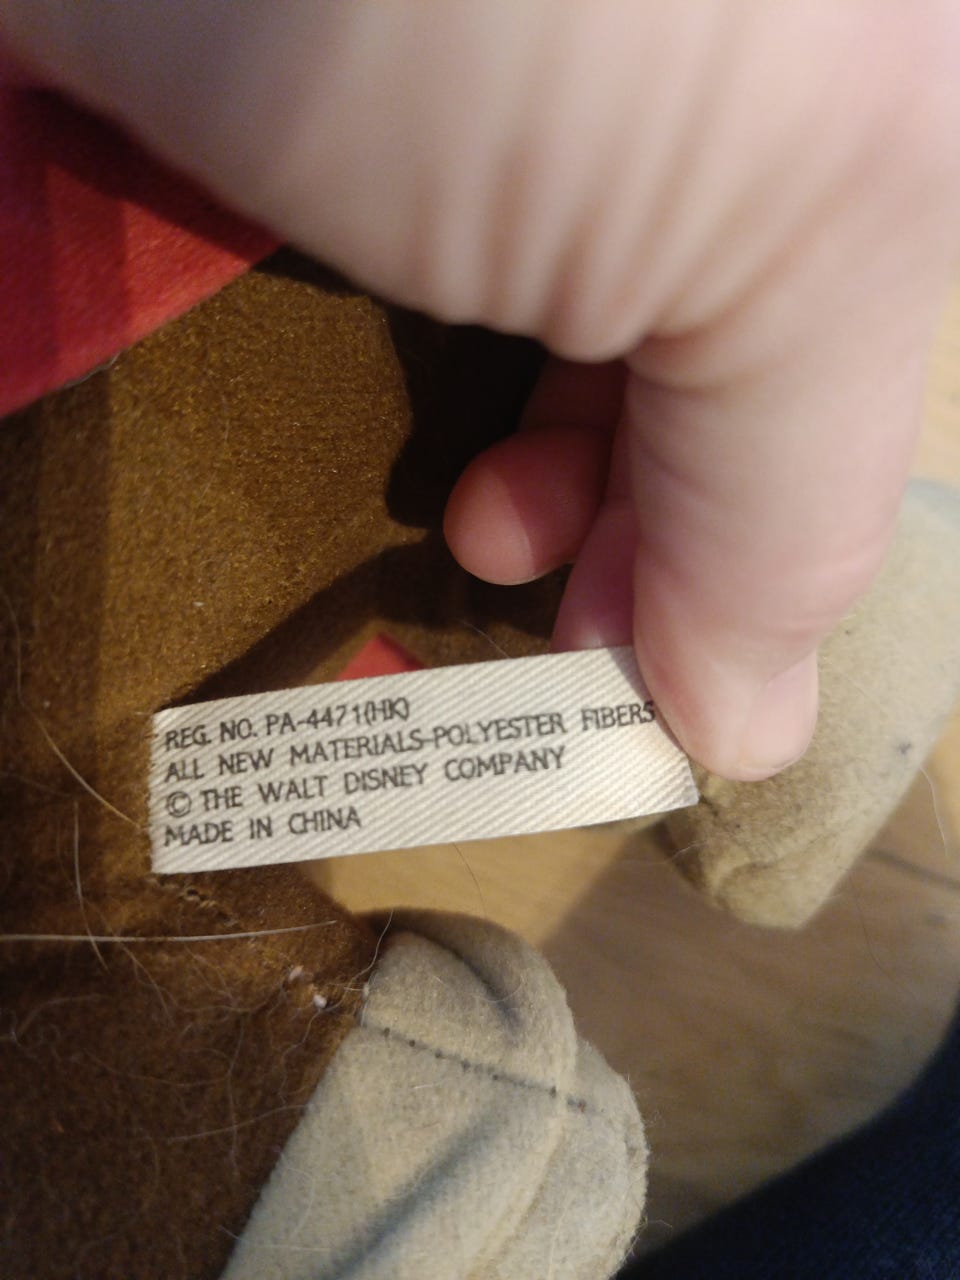 REG. NO. PA-4471(HK)
ALL NEW MATERIALS-POLYESTER FIBERS
© THE WALT DISNEY COMPANY
MADE IN CHINA